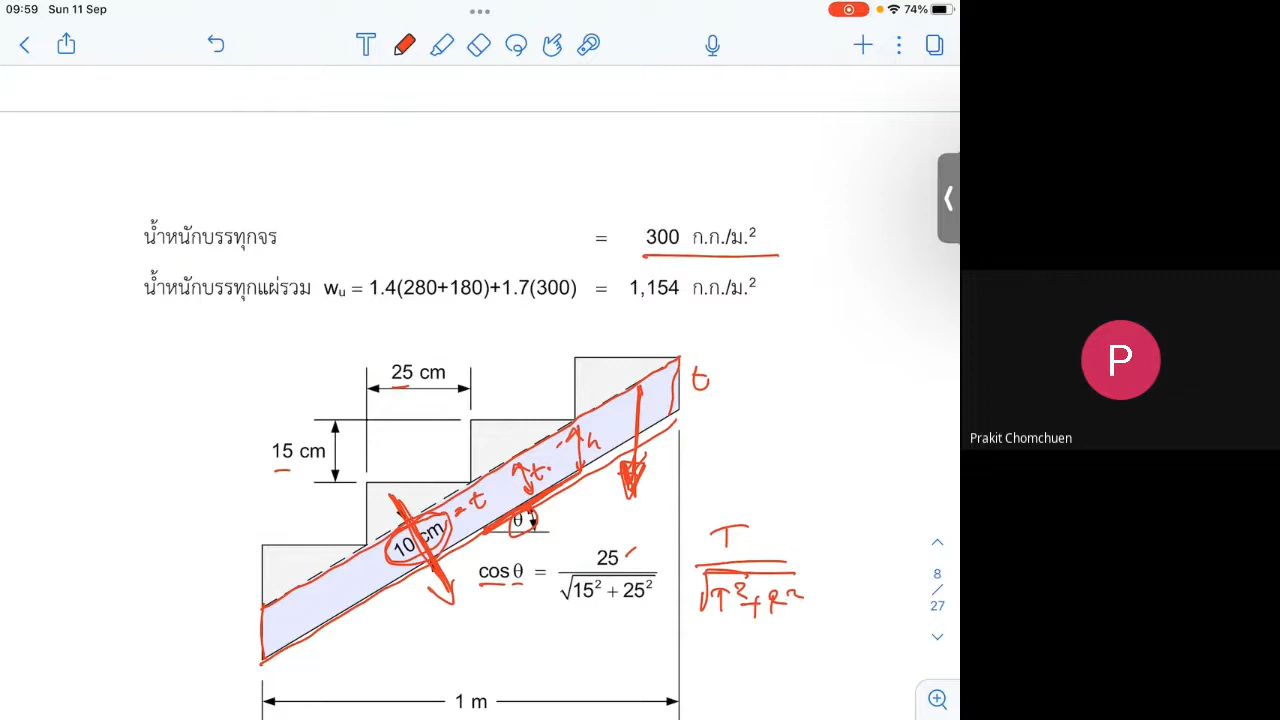 09:59 Sun 11 Sep
74%
T
น้ำหนักบรรทุกจร = 300 ก.ก./ม.²
น้ำหนักบรรทุกแผ่รวม wᵤ = 1.4(280+180)+1.7(300) = 1,154 ก.ก./ม.²
25 cm
t
15 cm
h
t
= t
10 cm
θ
cos θ = 25 / √15² + 25²
T / √T² + R²
1 m
8
/
27
P
Prakit Chomchuen